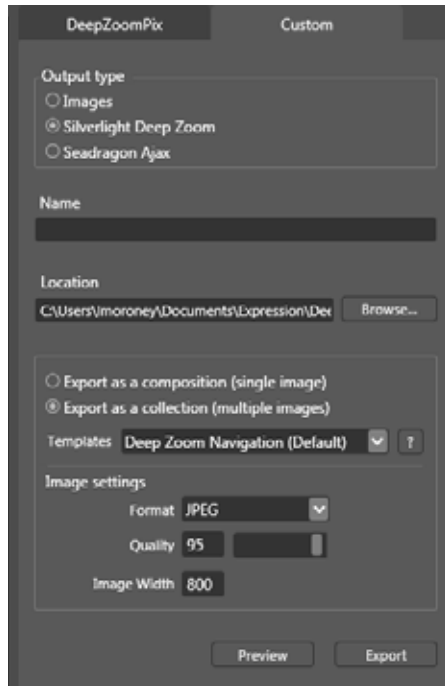 DeepZoomPix Custom
Output type
Images
Silverlight Deep Zoom
Seadragon Ajax
Name
Location
C:\Users\lmoroney\Documents\Expression\Dee Browse...
Export as a composition (single image)
Export as a collection (multiple images)
Templates Deep Zoom Navigation (Default) ?
Image settings
Format JPEG
Quality 95
Image Width 800
Preview Export